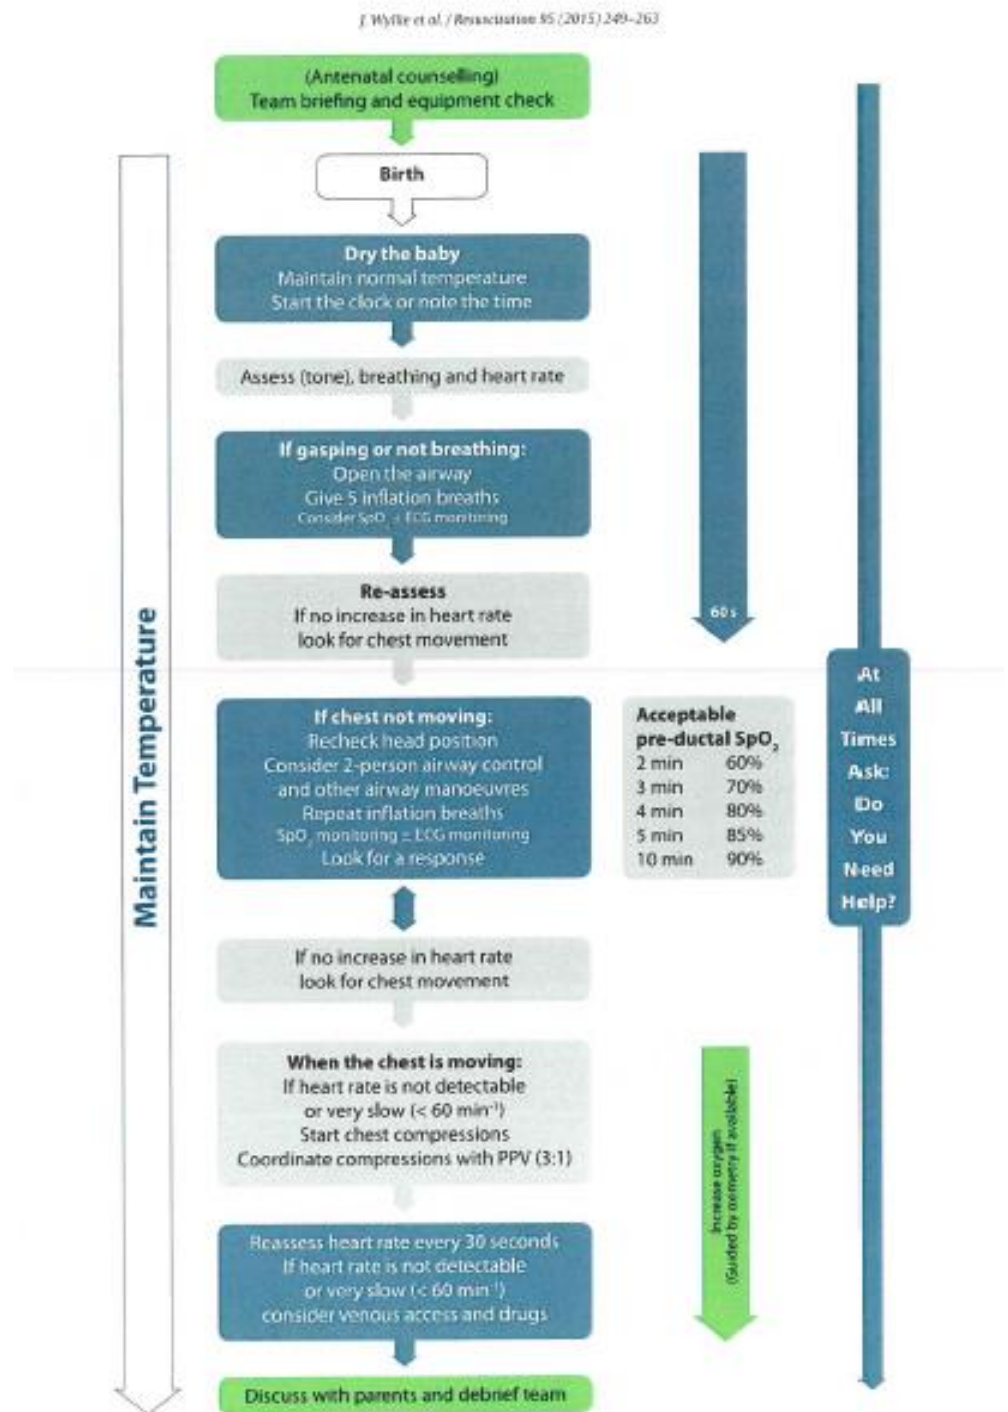 J. Wyllie et al. / Resuscitation 95 (2015) 249–263
(Antenatal counselling)
Team briefing and equipment check
Birth
Dry the baby
Maintain normal temperature
Start the clock or note the time
Assess (tone), breathing and heart rate
If gasping or not breathing:
Open the airway
Give 5 inflation breaths
Consider SpO₂ ± ECG monitoring
Re-assess
If no increase in heart rate
look for chest movement
60 s
If chest not moving:
Recheck head position
Consider 2-person airway control
and other airway manoeuvres
Repeat inflation breaths
SpO₂ monitoring ± ECG monitoring
Look for a response
Acceptable
pre-ductal SpO₂
2 min 60%
3 min 70%
4 min 80%
5 min 85%
10 min 90%
If no increase in heart rate
look for chest movement
When the chest is moving:
If heart rate is not detectable
or very slow (< 60 min⁻¹)
Start chest compressions
Coordinate compressions with PPV (3:1)
Reassess heart rate every 30 seconds
If heart rate is not detectable
or very slow (< 60 min⁻¹)
consider venous access and drugs
Discuss with parents and debrief team
Maintain Temperature
Increase oxygen
(Guided by oximetry if available)
At
All
Times
Ask:
Do
You
Need
Help?